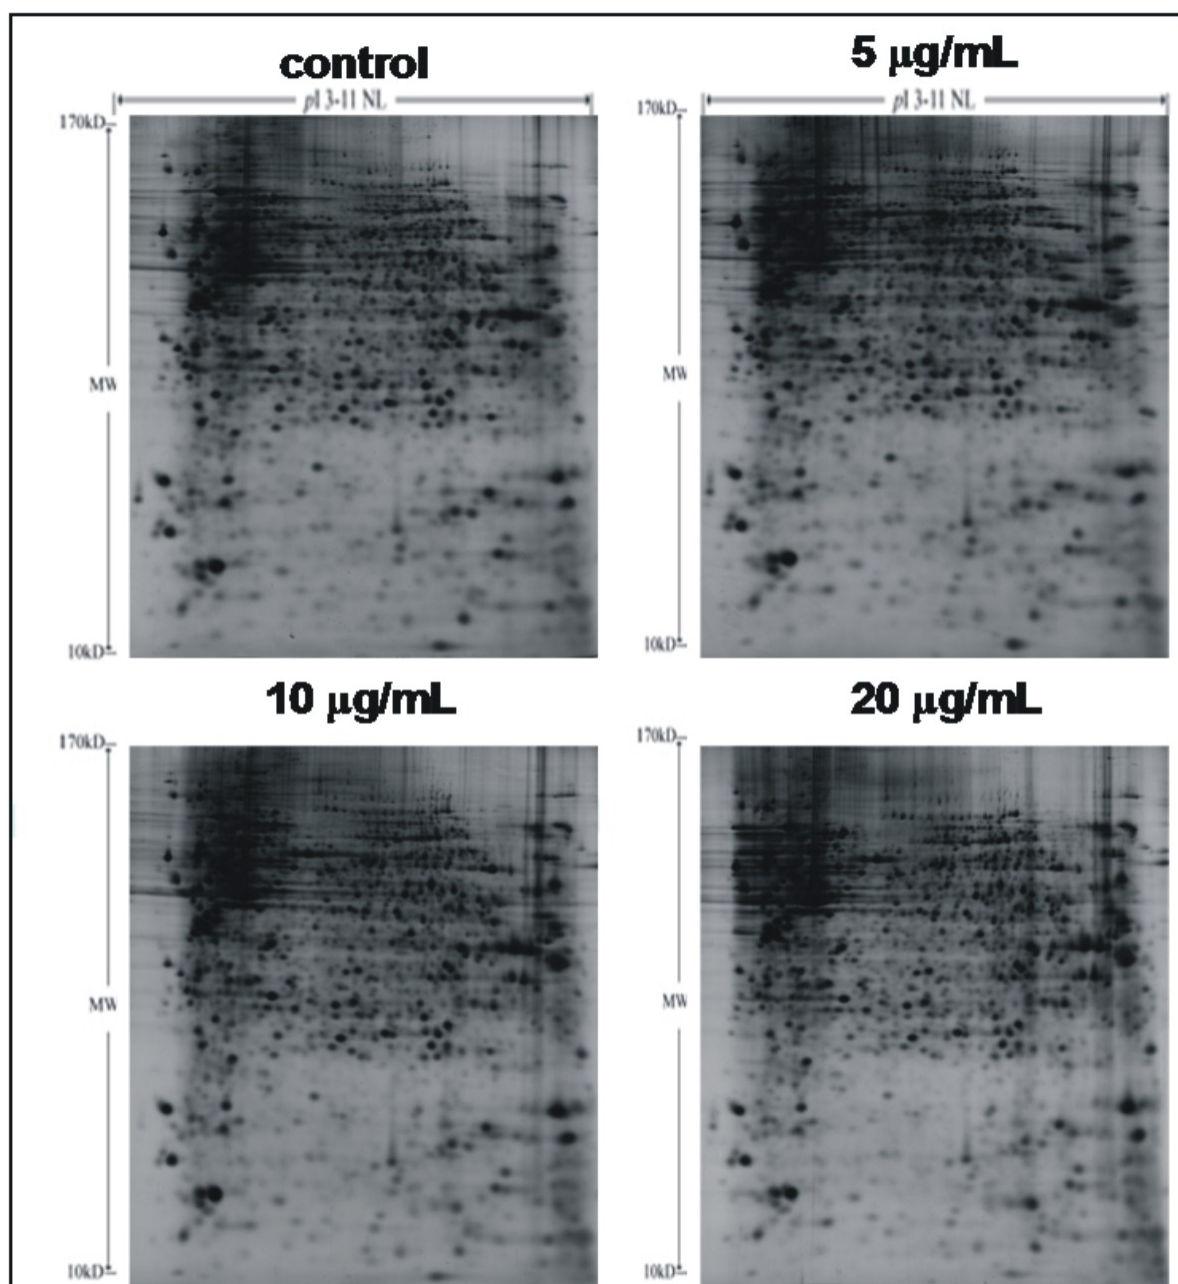 control
5 μg/mL
pI 3-11 NL
pI 3-11 NL
170kD
170kD
MW
MW
10kD
10kD
10 μg/mL
20 μg/mL
170kD
170kD
MW
MW
10kD
10kD